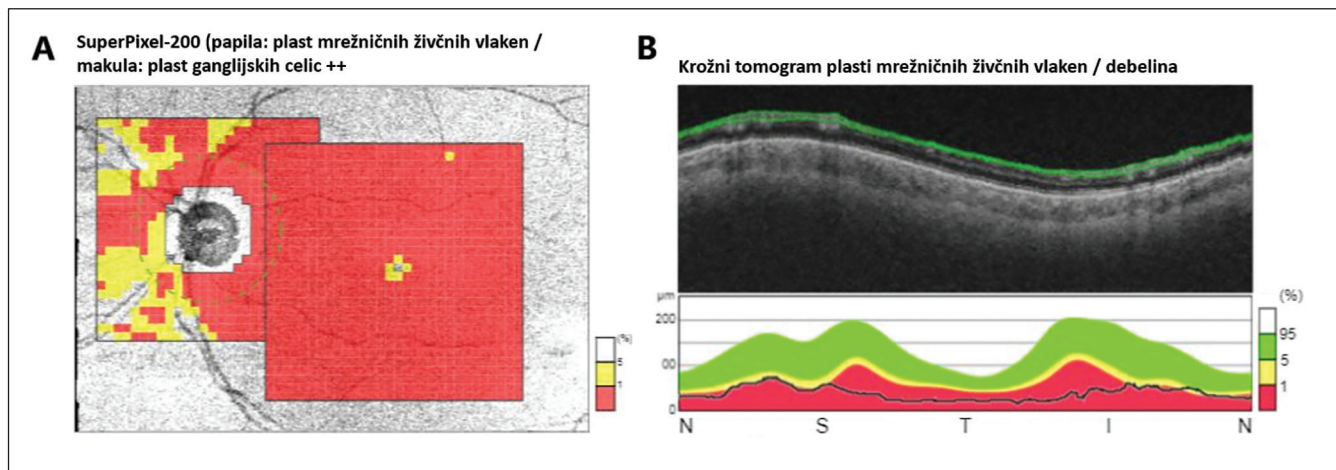 A
SuperPixel-200 (papila: plast mrežničnih živčnih vlaken /
makula: plast ganglijskih celic ++
(%)
5
1
B
Krožni tomogram plasti mrežničnih živčnih vlaken / debelina
µm
200
00
0
N S T I N
(%)
95
5
1